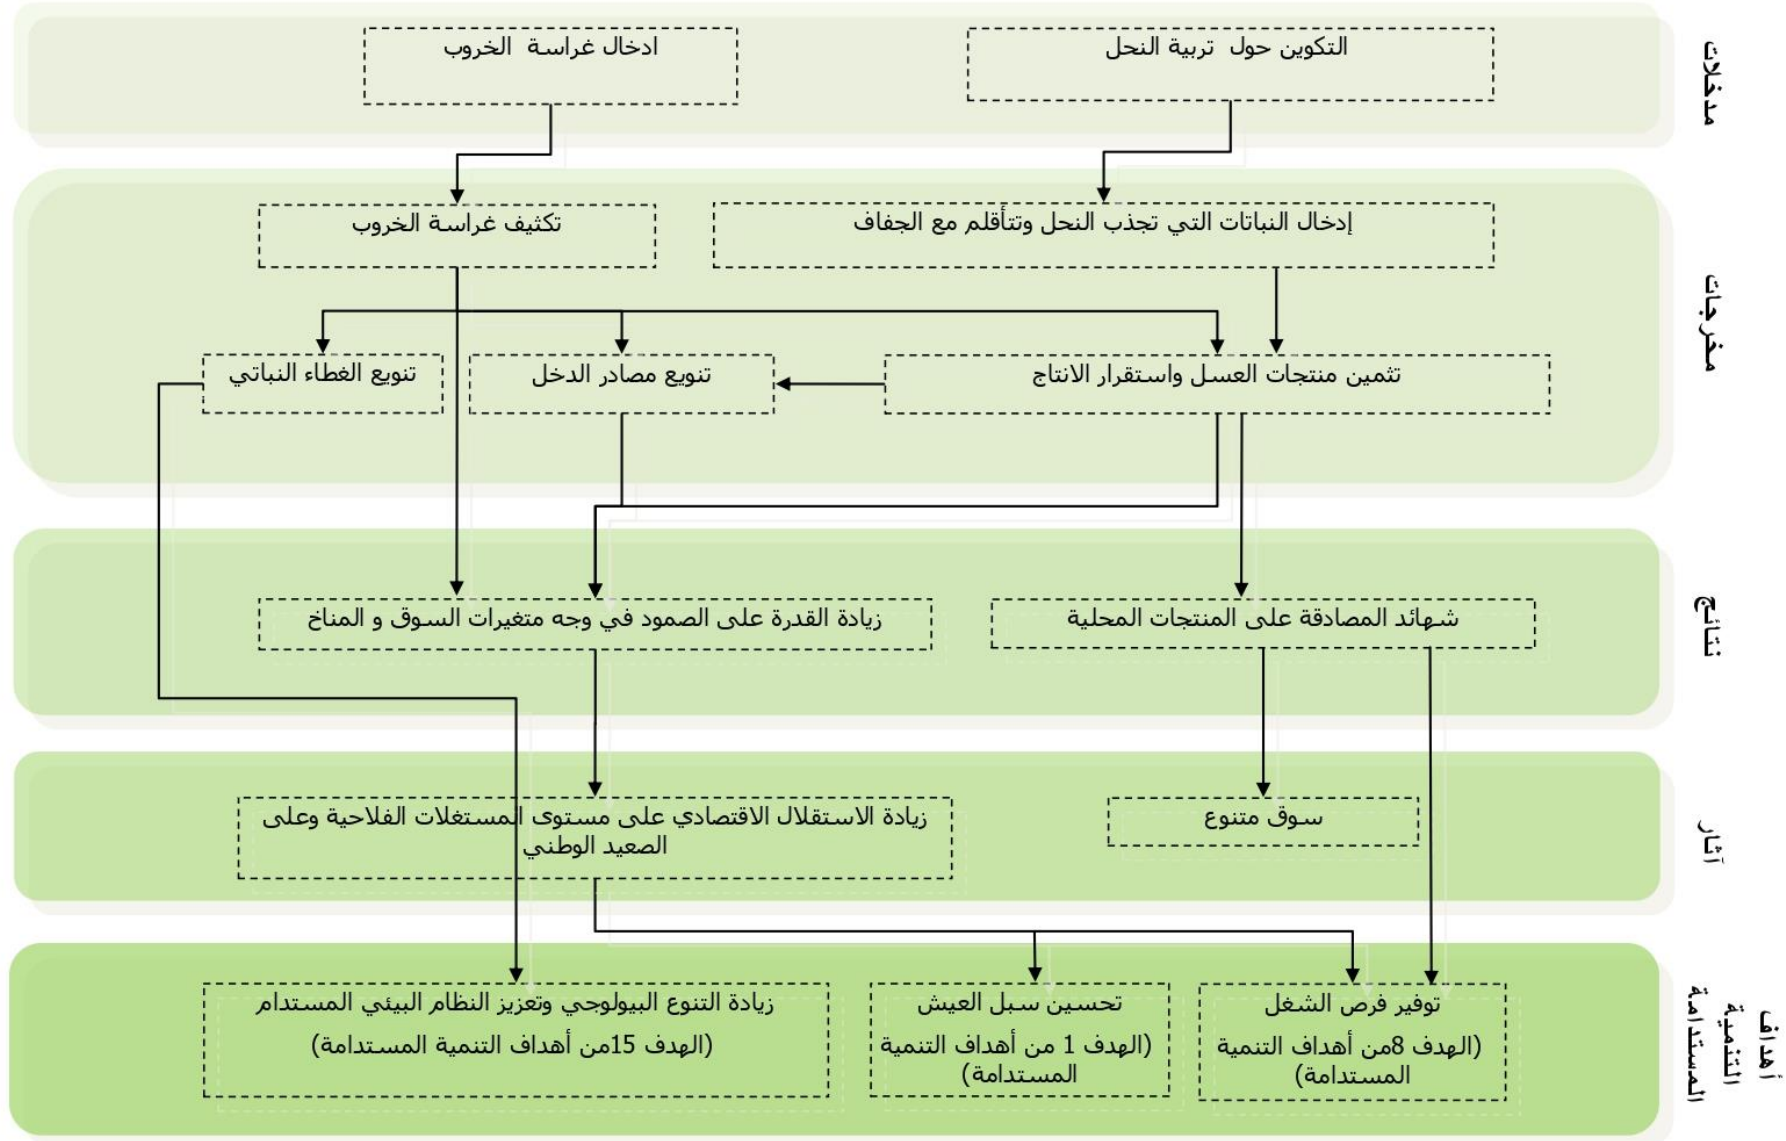 مدخلات
التكوين حول تربية النحل
ادخال غراسة الخروب
مخرجات
إدخال النباتات التي تجذب النحل وتتأقلم مع الجفاف
تكثيف غراسة الخروب
تثمين منتجات العسل واستقرار الانتاج
تنويع مصادر الدخل
تنويع الغطاء النباتي
نتائج
شهائد المصادقة على المنتجات المحلية
زيادة القدرة على الصمود في وجه متغيرات السوق و المناخ
آثار
سوق متنوع
زيادة الاستقلال الاقتصادي على مستوى المستغلات الفلاحية وعلى
الصعيد الوطني
أهداف
التنمية
المستدامة
توفير فرص الشغل
(الهدف 8من أهداف التنمية
المستدامة)
تحسين سبل العيش
(الهدف 1 من أهداف التنمية
المستدامة)
زيادة التنوع البيولوجي وتعزيز النظام البيئي المستدام
(الهدف 15من أهداف التنمية المستدامة)